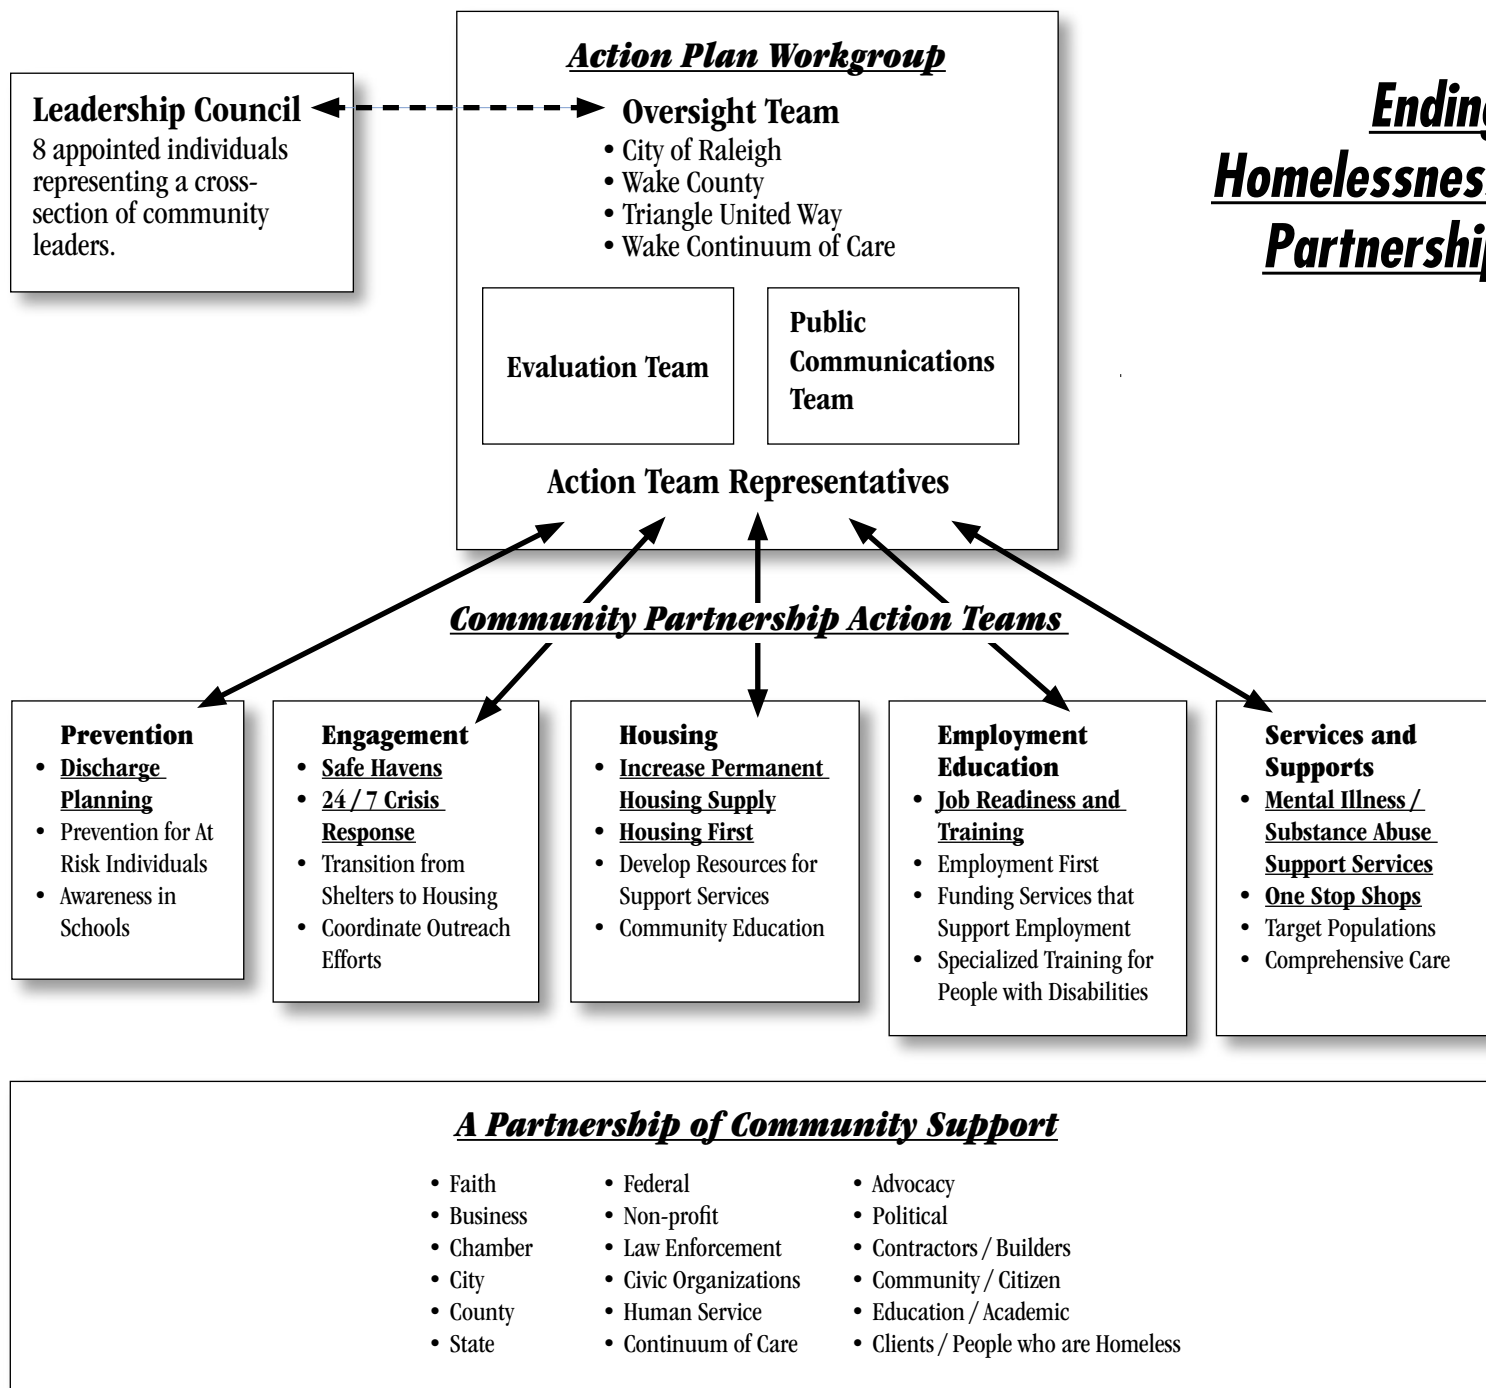 Action Plan Workgroup
Leadership Council
8 appointed individuals
representing a cross-
section of community
leaders.
Oversight Team
• City of Raleigh
• Wake County
• Triangle United Way
• Wake Continuum of Care
Ending
Homelessness
Partnership
Evaluation Team
Public
Communications
Team
Action Team Representatives
Community Partnership Action Teams
Prevention
• Discharge
Planning
• Prevention for At
Risk Individuals
• Awareness in
Schools
Engagement
• Safe Havens
• 24 / 7 Crisis
Response
• Transition from
Shelters to Housing
• Coordinate Outreach
Efforts
Housing
• Increase Permanent
Housing Supply
• Housing First
• Develop Resources for
Support Services
• Community Education
Employment
Education
• Job Readiness and
Training
• Employment First
• Funding Services that
Support Employment
• Specialized Training for
People with Disabilities
Services and
Supports
• Mental Illness /
Substance Abuse
Support Services
• One Stop Shops
• Target Populations
• Comprehensive Care
A Partnership of Community Support
• Faith
• Business
• Chamber
• City
• County
• State
• Federal
• Non-profit
• Law Enforcement
• Civic Organizations
• Human Service
• Continuum of Care
• Advocacy
• Political
• Contractors / Builders
• Community / Citizen
• Education / Academic
• Clients / People who are Homeless